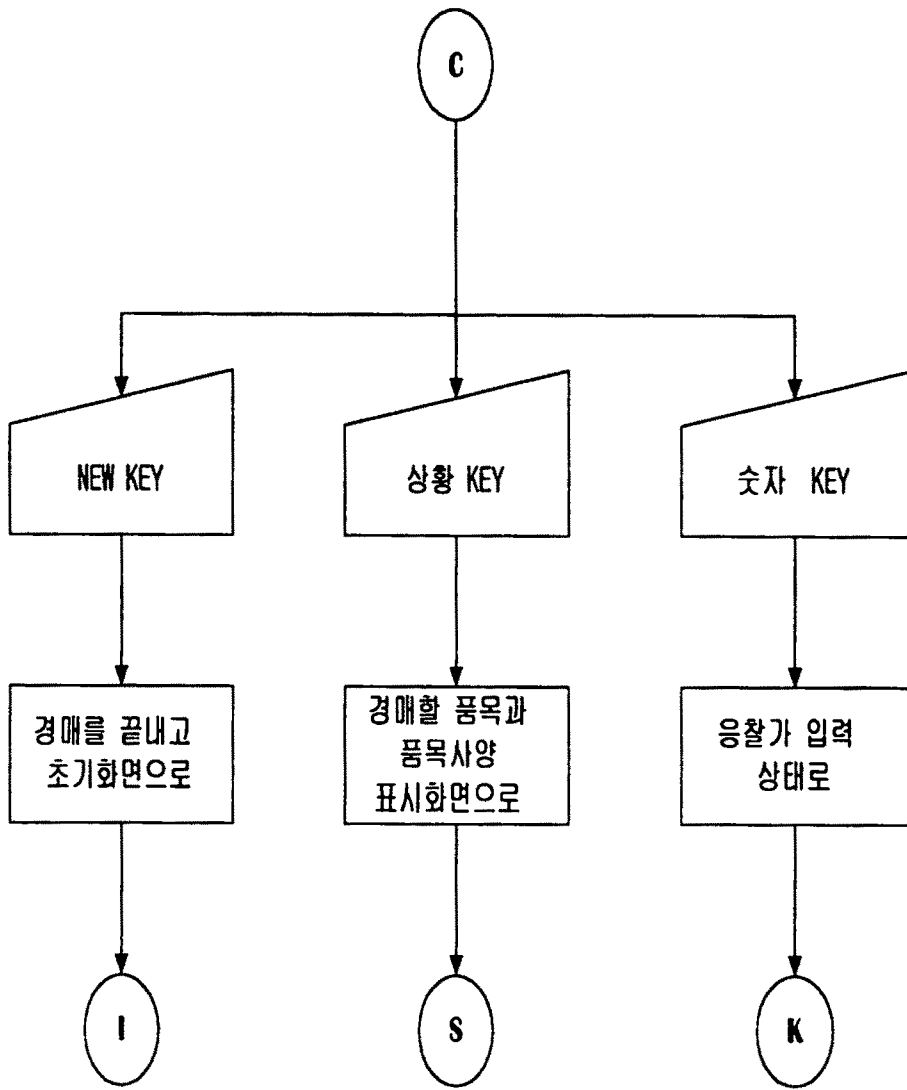 C
NEW KEY
상황 KEY
숫자 KEY
경매를 끝내고
초기화면으로
경매할 품목과
품목사양
표시화면으로
응찰가 입력
상태로
I
S
K